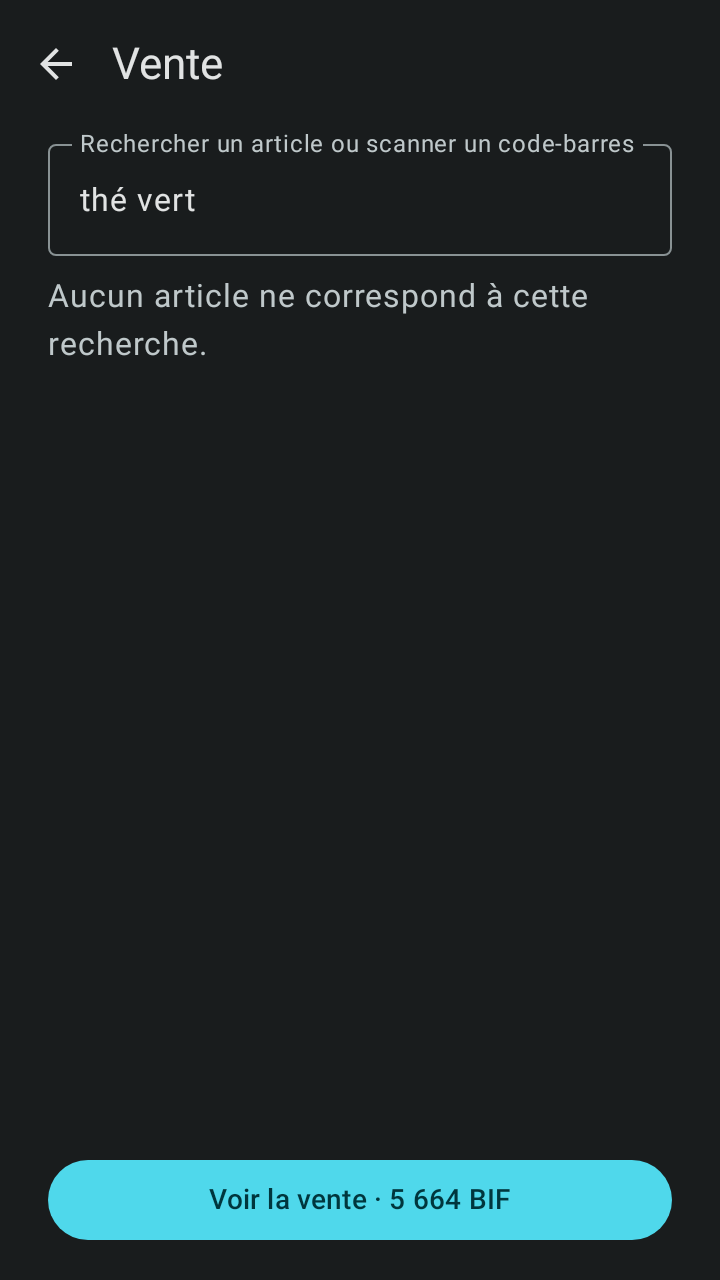 Vente
Rechercher un article ou scanner un code-barres
thé vert
Aucun article ne correspond à cette
recherche.
Voir la vente · 5 664 BIF